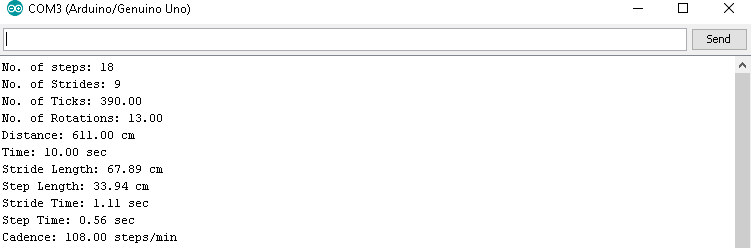 COM3 (Arduino/Genuino Uno)
Send
No. of steps: 18
No. of Strides: 9
No. of Ticks: 390.00
No. of Rotations: 13.00
Distance: 611.00 cm
Time: 10.00 sec
Stride Length: 67.89 cm
Step Length: 33.94 cm
Stride Time: 1.11 sec
Step Time: 0.56 sec
Cadence: 108.00 steps/min